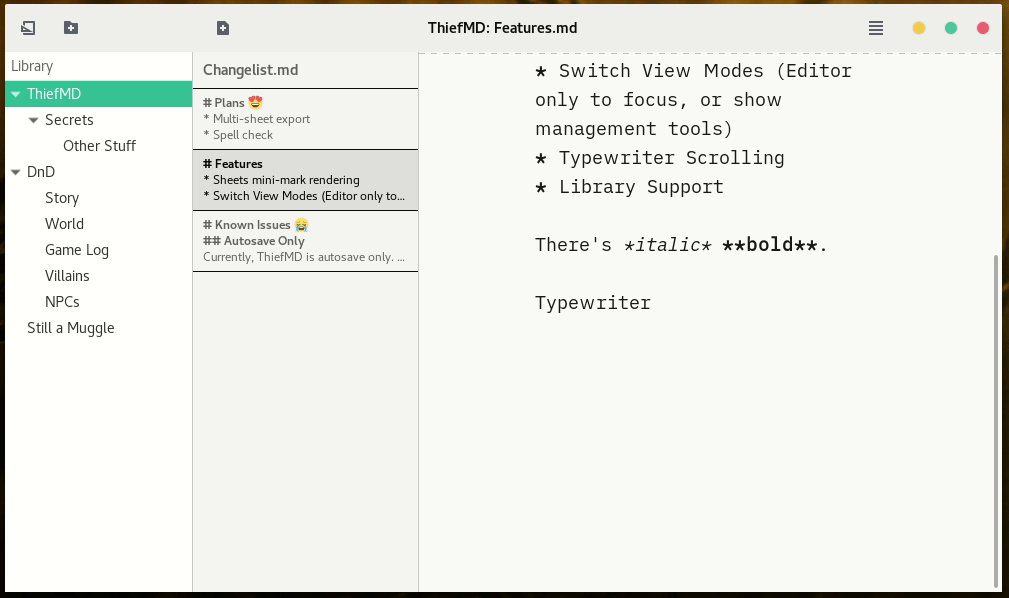 ThiefMD: Features.md
Library
ThiefMD
Secrets
Other Stuff
DnD
Story
World
Game Log
Villains
NPCs
Still a Muggle
Changelist.md
# Plans 😍
* Multi-sheet export
* Spell check
# Features
* Sheets mini-mark rendering
* Switch View Modes (Editor only to...
# Known Issues 😭
## Autosave Only
Currently, ThiefMD is autosave only. ...
* Switch View Modes (Editor
only to focus, or show
management tools)
* Typewriter Scrolling
* Library Support
There's *italic* **bold**.
Typewriter